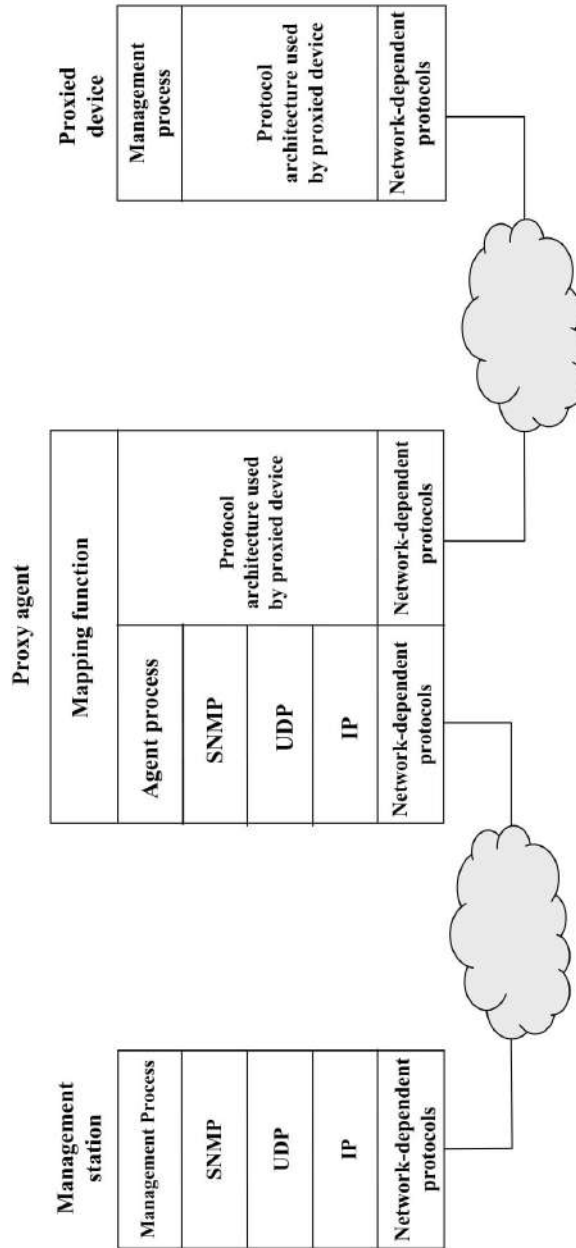 Management
station
Management Process
SNMP
UDP
IP
Network-dependent
protocols
Proxy agent
Mapping function
Agent process
SNMP
UDP
IP
Network-dependent
protocols
Protocol
architecture used
by proxied device
Network-dependent
protocols
Proxied
device
Management
process
Protocol
architecture used
by proxied device
Network-dependent
protocols